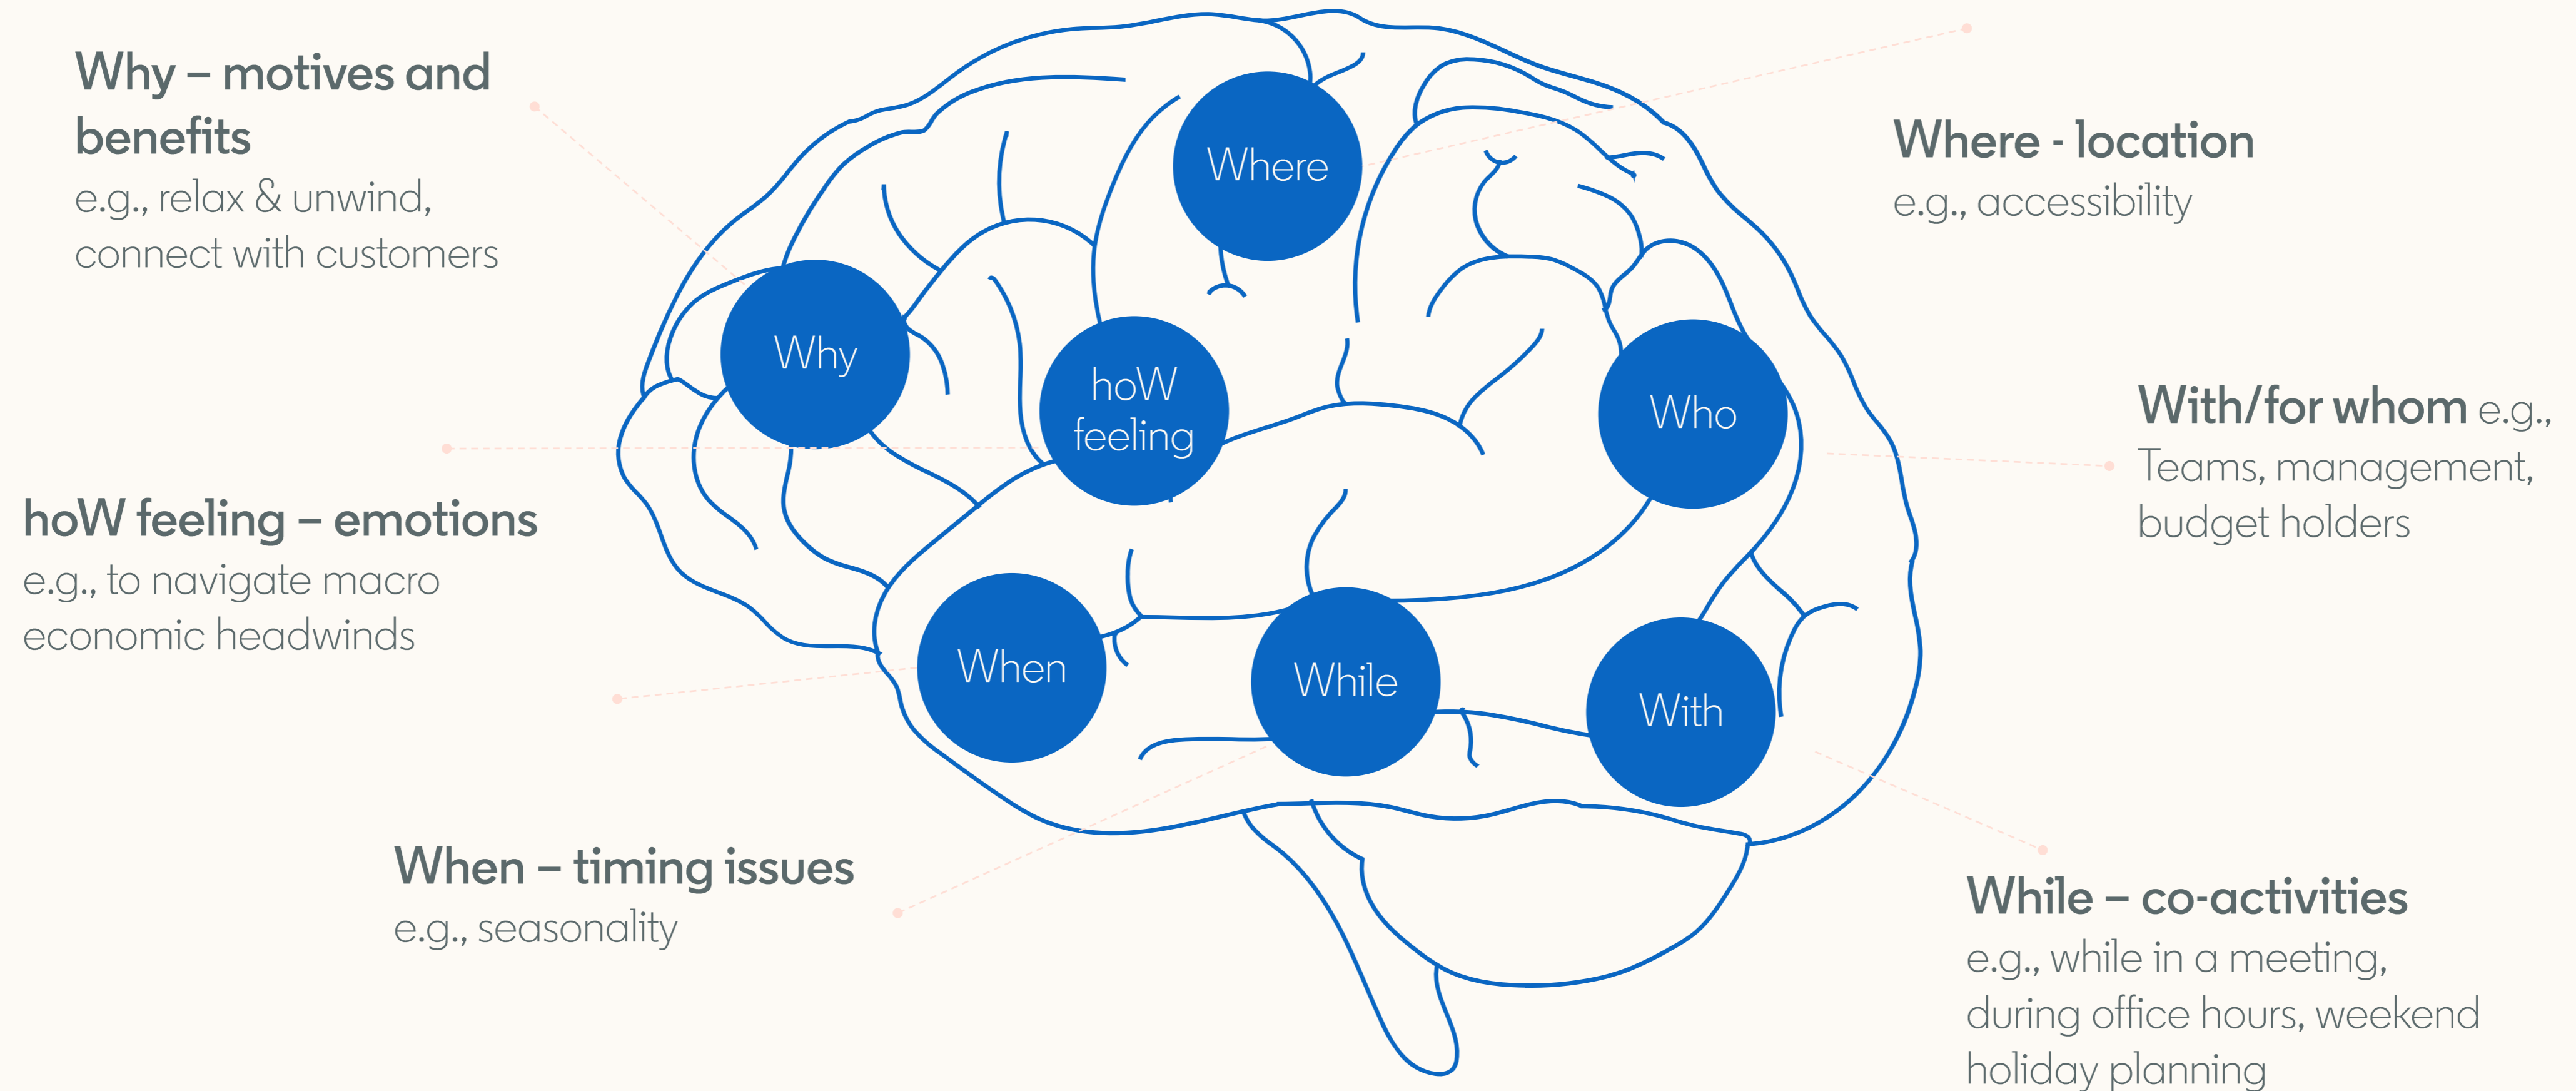 Why – motives and
benefits
e.g., relax & unwind,
connect with customers
hoW feeling – emotions
e.g., to navigate macro
economic headwinds
When – timing issues
e.g., seasonality
Where
Why
hoW
feeling
Who
When
While
With
Where - location
e.g., accessibility
With/for whom e.g.,
Teams, management,
budget holders
While – co-activities
e.g., while in a meeting,
during office hours, weekend
holiday planning